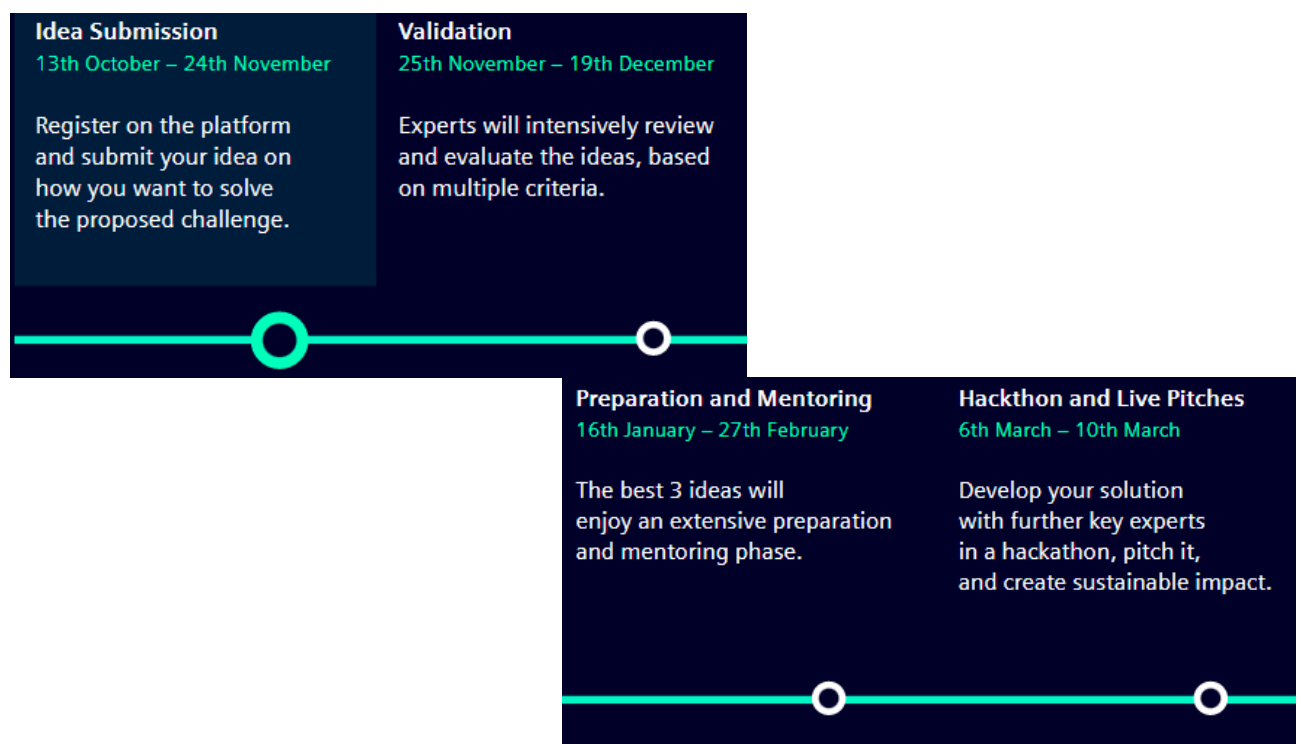 Idea Submission
13th October – 24th November
Register on the platform
and submit your idea on
how you want to solve
the proposed challenge.
Validation
25th November – 19th December
Experts will intensively review
and evaluate the ideas, based
on multiple criteria.
Preparation and Mentoring
16th January – 27th February
The best 3 ideas will
enjoy an extensive preparation
and mentoring phase.
Hackthon and Live Pitches
6th March – 10th March
Develop your solution
with further key experts
in a hackathon, pitch it,
and create sustainable impact.